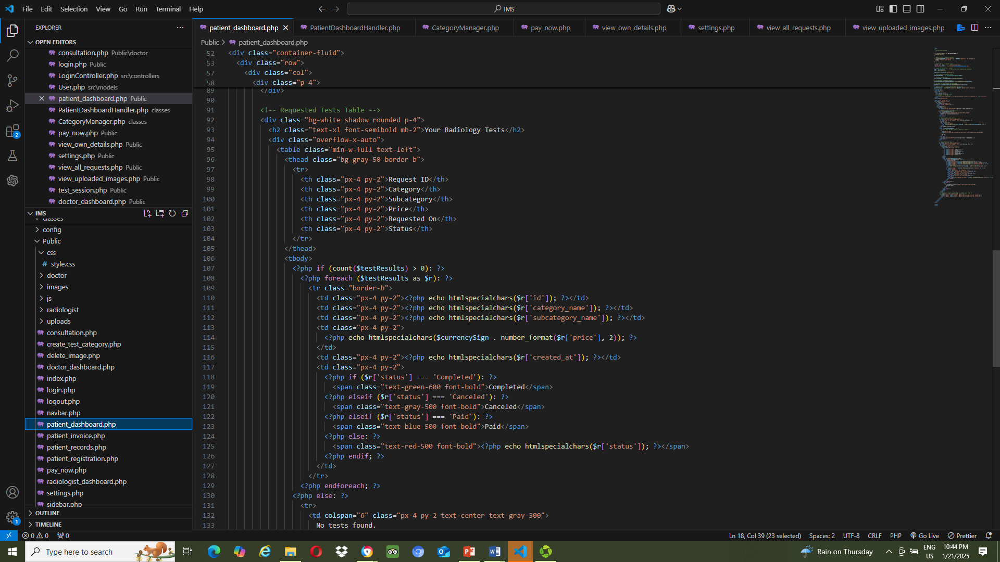 File Edit Selection View Go Run Terminal Help
IMS
EXPLORER
OPEN EDITORS
consultation.php Public\doctor
login.php Public
LoginController.php src\controllers
User.php src\models
patient_dashboard.php Public
PatientDashboardHandler.php classes
CategoryManager.php classes
pay_now.php Public
view_own_details.php Public
settings.php Public
view_all_requests.php Public
view_uploaded_images.php Public
test_session.php Public
doctor_dashboard.php Public
IMS
classes
config
Public
css
# style.css
doctor
images
js
radiologist
uploads
consultation.php
create_test_category.php
delete_image.php
doctor_dashboard.php
index.php
login.php
logout.php
navbar.php
patient_dashboard.php
patient_invoice.php
patient_records.php
patient_registration.php
pay_now.php
radiologist_dashboard.php
settings.php
sidebar.php
OUTLINE
TIMELINE
2
1
patient_dashboard.php PatientDashboardHandler.php CategoryManager.php pay_now.php view_own_details.php settings.php view_all_requests.php view_uploaded_images.php
Public > patient_dashboard.php
52 <div class="container-fluid">
53 <div class="row">
57 <div class="col">
58 <div class="p-4">
89 </div>
90
91 <!-- Requested Tests Table -->
92 <div class="bg-white shadow rounded p-4">
93 <h2 class="text-xl font-semibold mb-2">Your Radiology Tests</h2>
94 <div class="overflow-x-auto">
95 <table class="min-w-full text-left">
96 <thead class="bg-gray-50 border-b">
97 <tr>
98 <th class="px-4 py-2">Request ID</th>
99 <th class="px-4 py-2">Category</th>
100 <th class="px-4 py-2">Subcategory</th>
101 <th class="px-4 py-2">Price</th>
102 <th class="px-4 py-2">Requested On</th>
103 <th class="px-4 py-2">Status</th>
104 </tr>
105 </thead>
106 <tbody>
107 <?php if (count($testResults) > 0): ?>
108 <?php foreach ($testResults as $r): ?>
109 <tr class="border-b">
110 <td class="px-4 py-2"><?php echo htmlspecialchars($r['id']); ?></td>
111 <td class="px-4 py-2"><?php echo htmlspecialchars($r['category_name']); ?></td>
112 <td class="px-4 py-2"><?php echo htmlspecialchars($r['subcategory_name']); ?></td>
113 <td class="px-4 py-2">
114 <?php echo htmlspecialchars($currencySign . number_format($r['price'], 2)); ?>
115 </td>
116 <td class="px-4 py-2"><?php echo htmlspecialchars($r['created_at']); ?></td>
117 <td class="px-4 py-2">
118 <?php if ($r['status'] === 'Completed'): ?>
119 <span class="text-green-600 font-bold">Completed</span>
120 <?php elseif ($r['status'] === 'Canceled'): ?>
121 <span class="text-gray-500 font-bold">Canceled</span>
122 <?php elseif ($r['status'] === 'Paid'): ?>
123 <span class="text-blue-500 font-bold">Paid</span>
124 <?php else: ?>
125 <span class="text-red-500 font-bold"><?php echo htmlspecialchars($r['status']); ?></span>
126 <?php endif; ?>
127 </td>
128 </tr>
129 <?php endforeach; ?>
130 <?php else: ?>
131 <tr>
132 <td colspan="6" class="px-4 py-2 text-center text-gray-500">
133 No tests found.
0 0 0 Ln 18, Col 39 (23 selected) Spaces: 2 UTF-8 CRLF PHP Go Live Prettier
Type here to search
Rain on Thursday
ENG
US
10:44 PM
1/21/2025